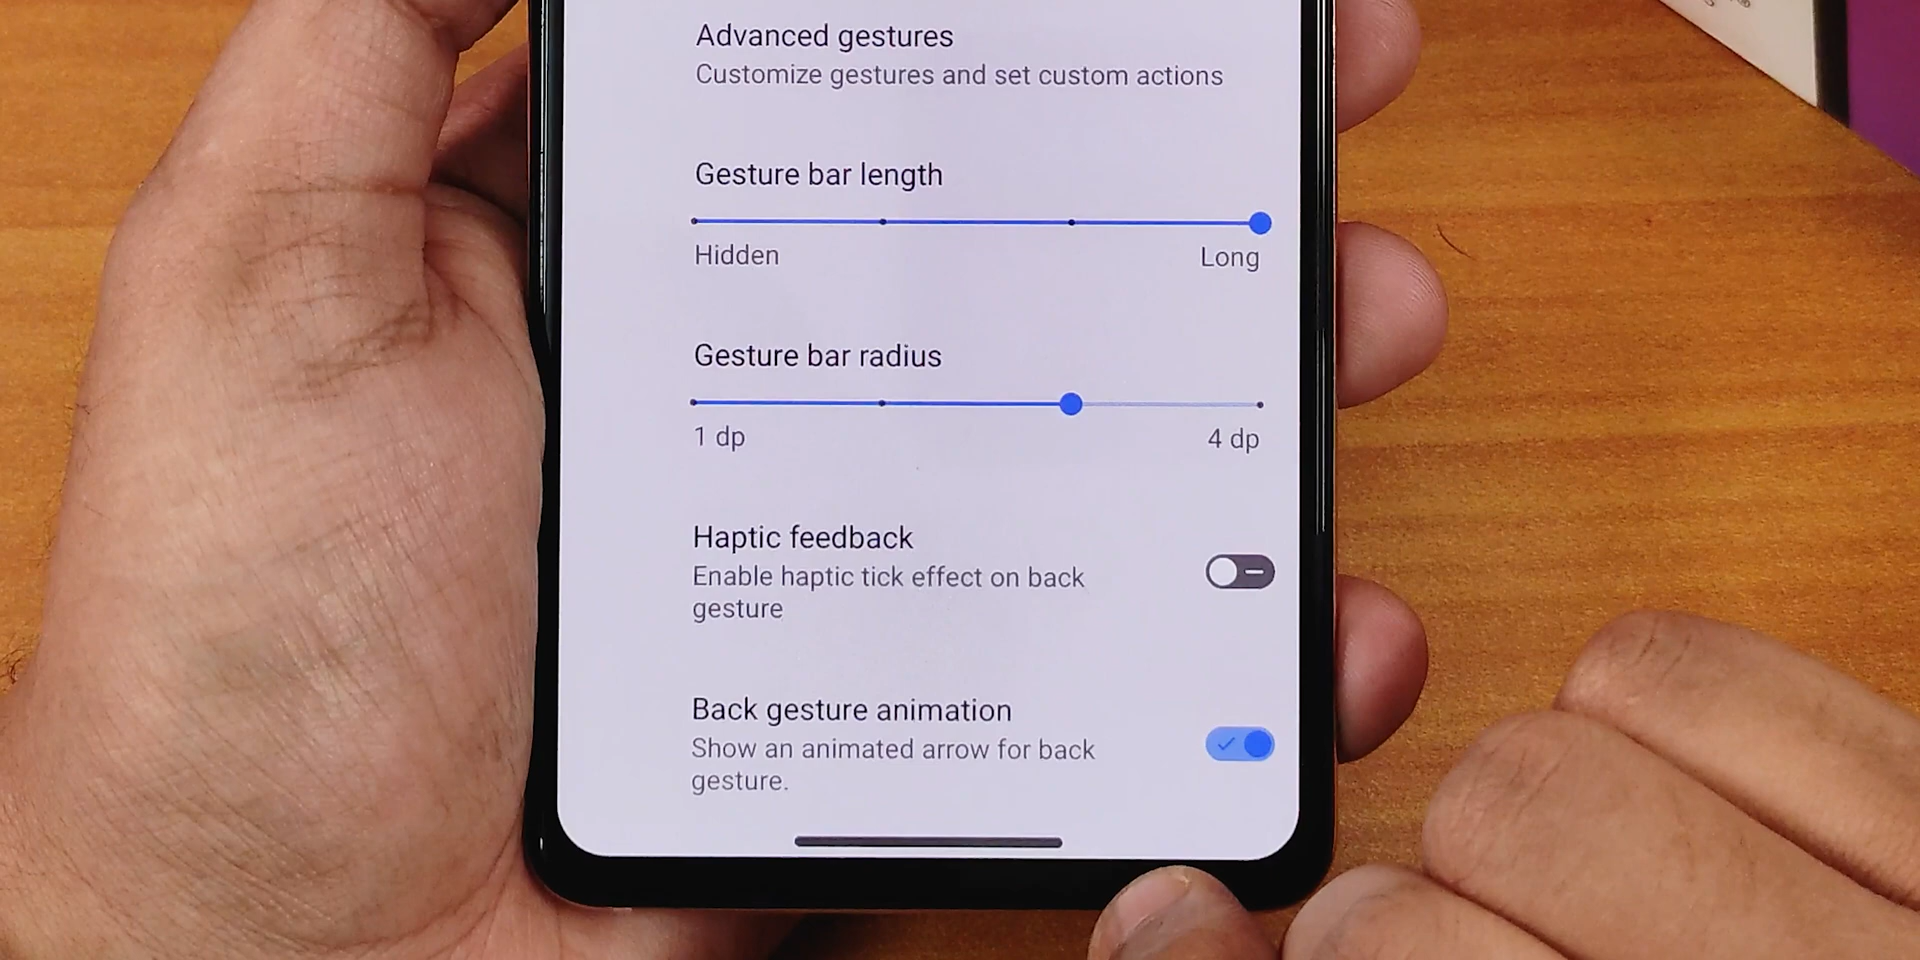 Advanced gestures
Customize gestures and set custom actions
Gesture bar length
Hidden Long
Gesture bar radius
1 dp 4 dp
Haptic feedback
Enable haptic tick effect on back
gesture
Back gesture animation
Show an animated arrow for back
gesture.